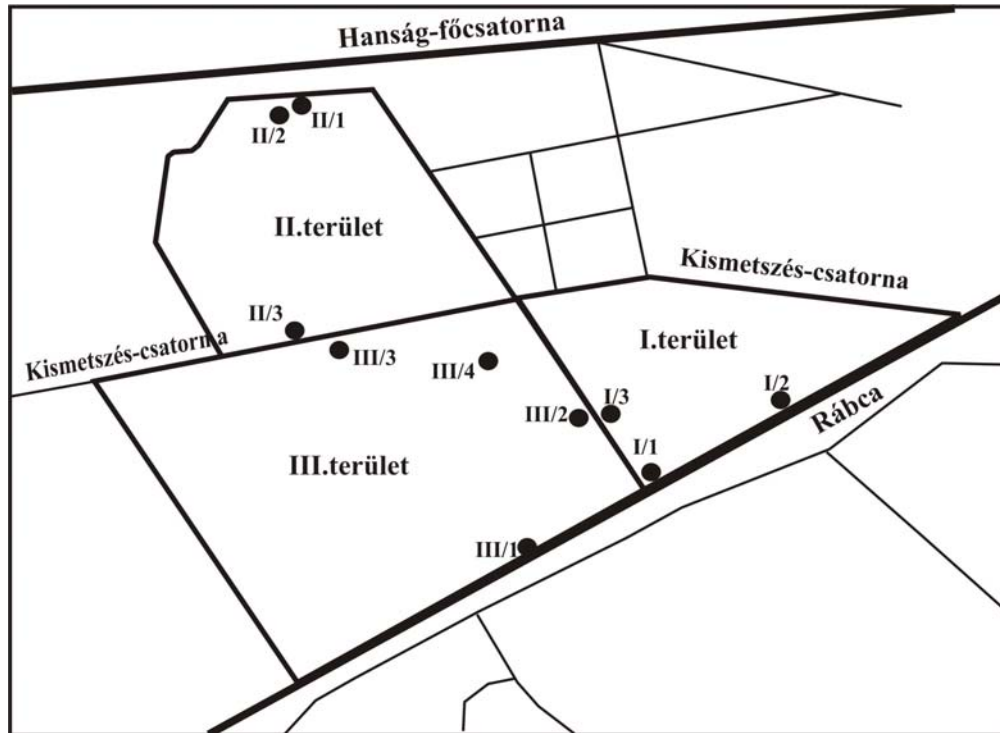 Hanság-főcsatorna
II/1
II/2
II.terület
Kismetszés-csatorna
II/3
Kismetszés-csatorna
III/3
III/4
I.terület
I/2
I/3
III/2
Rábca
I/1
III.terület
III/1